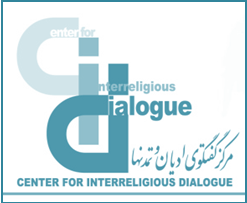 center for
interreligious
dialogue
مرکز گفتگوی ادیان و تمدنها
CENTER FOR INTERRELIGIOUS DIALOGUE